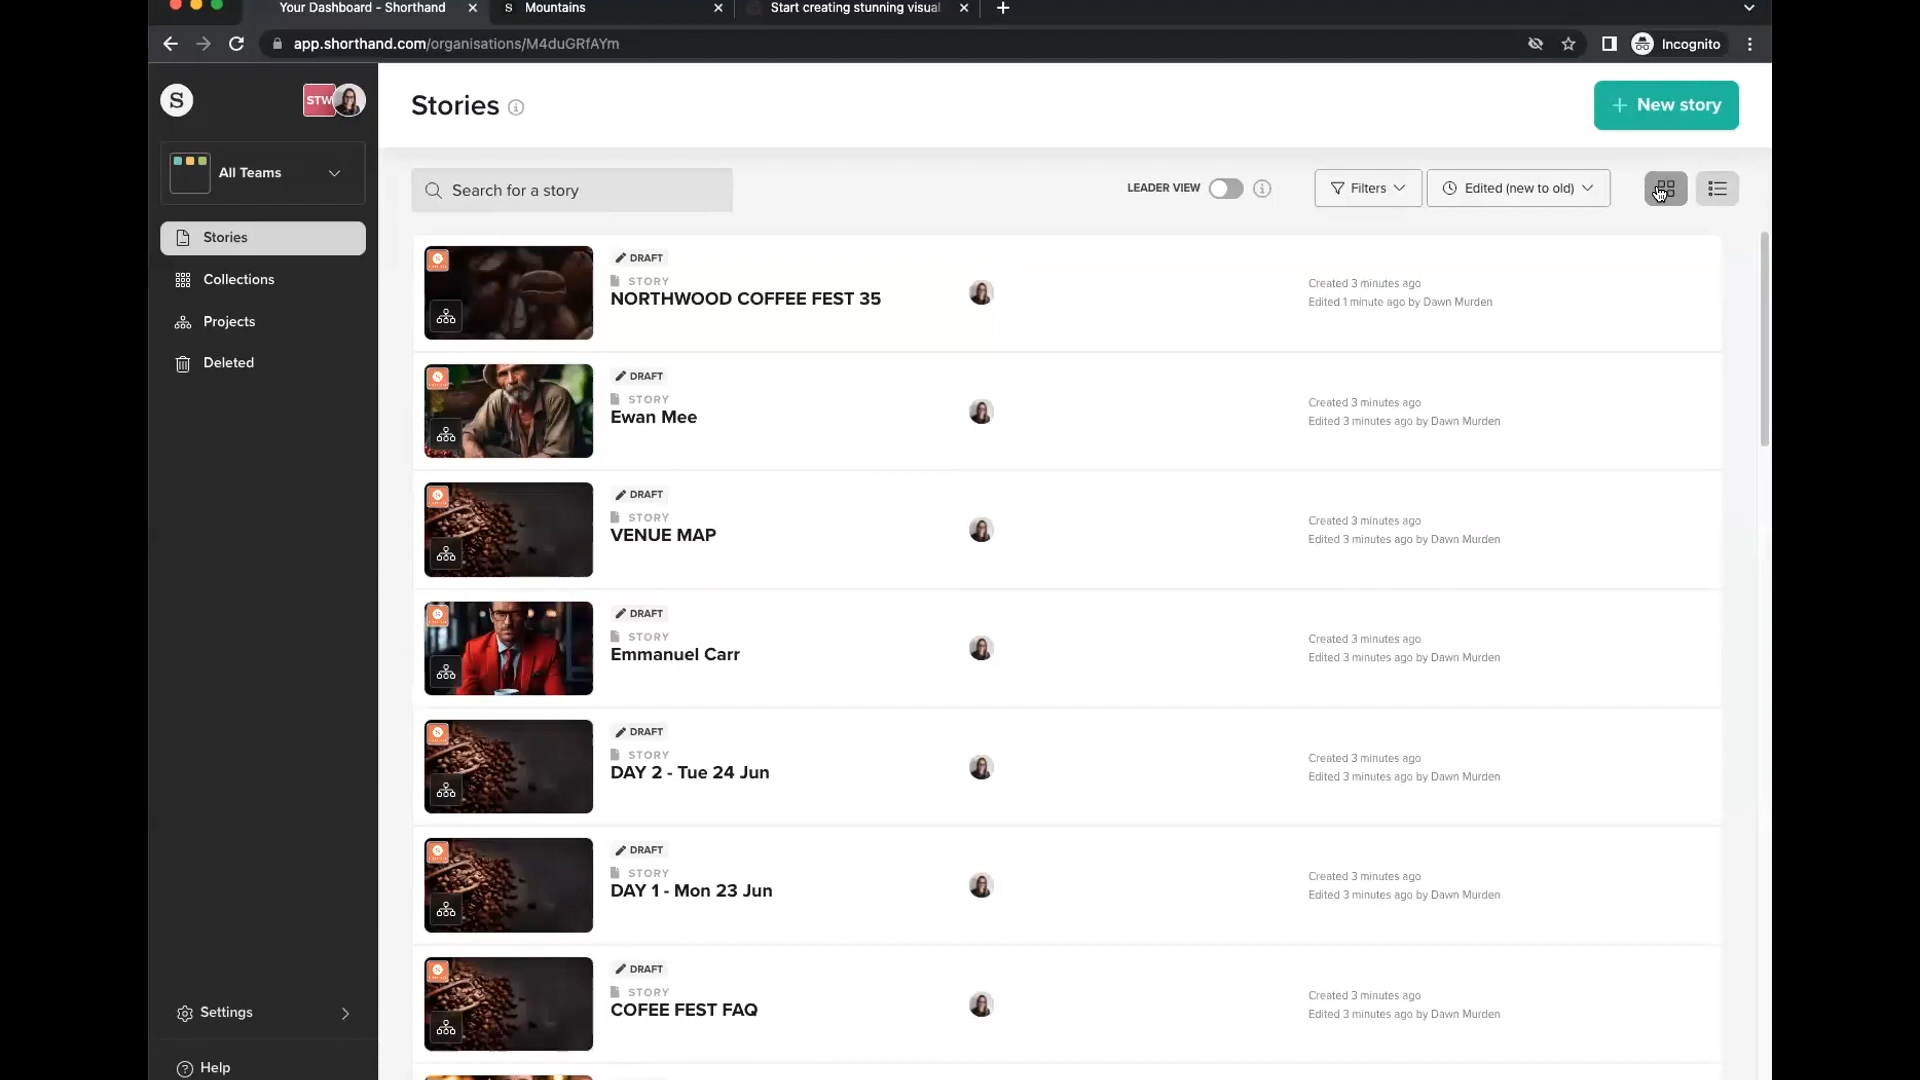 Your Dashboard - Shorthand
S Mountains
Start creating stunning visual
app.shorthand.com/organisations/M4duGRfAYm
Incognito
S
STW
All Teams
Stories
Collections
Projects
Deleted
Settings
Help
Stories
+ New story
Search for a story
LEADER VIEW
Filters
Edited (new to old)
DRAFT
STORY
NORTHWOOD COFFEE FEST 35
Created 3 minutes ago
Edited 1 minute ago by Dawn Murden
DRAFT
STORY
Ewan Mee
Created 3 minutes ago
Edited 3 minutes ago by Dawn Murden
DRAFT
STORY
VENUE MAP
Created 3 minutes ago
Edited 3 minutes ago by Dawn Murden
DRAFT
STORY
Emmanuel Carr
Created 3 minutes ago
Edited 3 minutes ago by Dawn Murden
DRAFT
STORY
DAY 2 - Tue 24 Jun
Created 3 minutes ago
Edited 3 minutes ago by Dawn Murden
DRAFT
STORY
DAY 1 - Mon 23 Jun
Created 3 minutes ago
Edited 3 minutes ago by Dawn Murden
DRAFT
STORY
COFEE FEST FAQ
Created 3 minutes ago
Edited 3 minutes ago by Dawn Murden